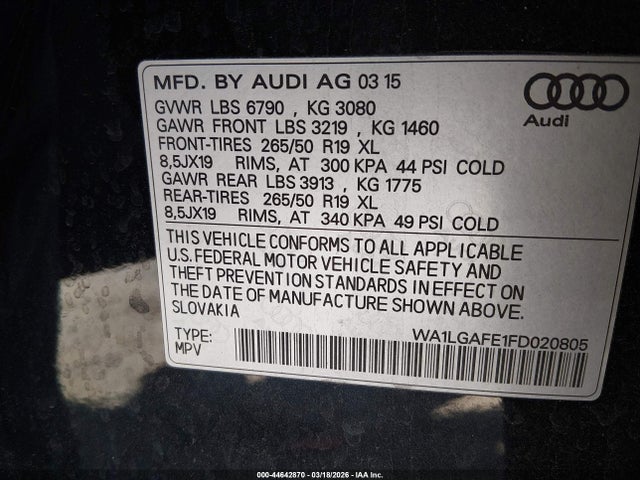 MFD. BY AUDI AG 03 15
Audi
GVWR LBS 6790 , KG 3080
GAWR FRONT LBS 3219 , KG 1460
FRONT-TIRES 265/50 R19 XL
8,5JX19 RIMS, AT 300 KPA 44 PSI COLD
GAWR REAR LBS 3913 , KG 1775
REAR-TIRES 265/50 R19 XL
8,5JX19 RIMS, AT 340 KPA 49 PSI COLD
THIS VEHICLE CONFORMS TO ALL APPLICABLE
U.S. FEDERAL MOTOR VEHICLE SAFETY AND
THEFT PREVENTION STANDARDS IN EFFECT ON
THE DATE OF MANUFACTURE SHOWN ABOVE.
SLOVAKIA
TYPE: WA1LGAFE1FD020805
MPV
000-44642870 - 03/18/2026 - IAA Inc.